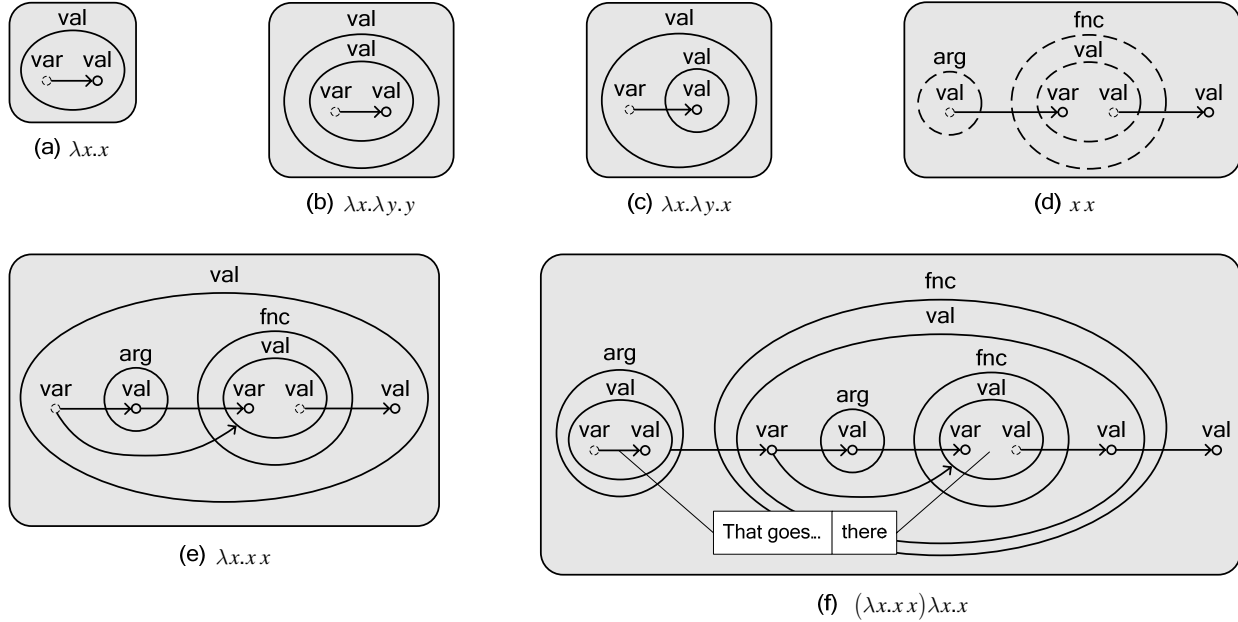 val
val
var val
(a) λx.x
val
val
var val
(b) λx.λy.y
val
val
var val
(c) λx.λy.x
fnc
arg val
val var val val
(d) x x
val
fnc
arg val
var val var val val
(e) λx.x x
fnc
val
arg fnc
val arg val
var val var val var val val val
That goes... there
(f) (λx.x x)λx.x